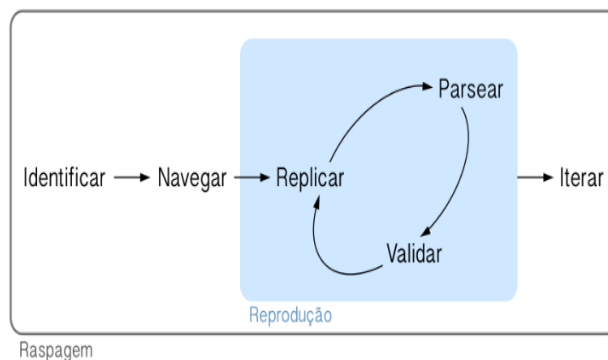 Parsear
Identificar
Navegar
Replicar
Iterar
Validar
Reprodução
Raspagem